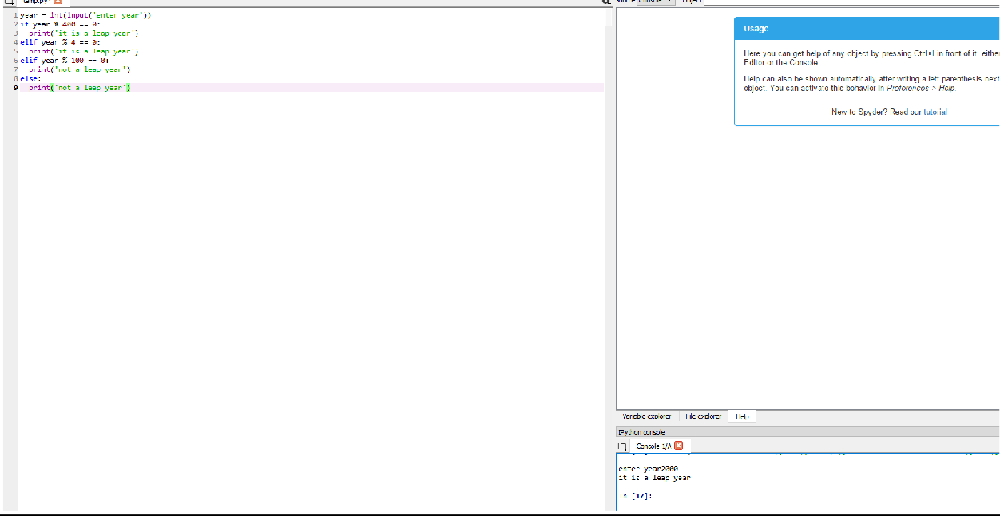 temp.py*
Source Console Object
1 year = int(input('enter year'))
2 if year % 400 == 0:
3 print('it is a leap year')
4 elif year % 4 == 0:
5 print('it is a leap year')
6 elif year % 100 == 0:
7 print('not a leap year')
8 else:
9 print('not a leap year')
Usage
Here you can get help of any object by pressing Ctrl+I in front of it, either
Editor or the Console.
Help can also be shown automatically after writing a left parenthesis next
object. You can activate this behavior in Preferences > Help.
New to Spyder? Read our tutorial
Variable explorer File explorer Help
IPython console
Console 1/A
enter year2000
it is a leap year
In [17]: